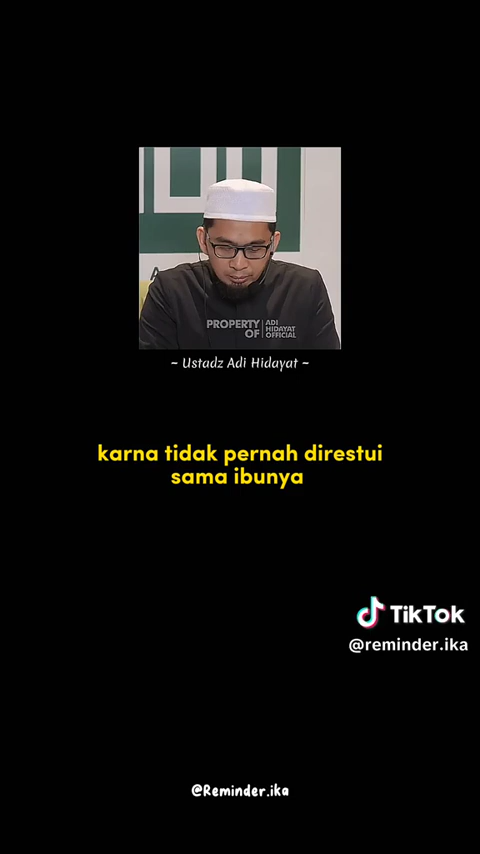 PROPERTY OF
ADI HIDAYAT OFFICIAL
~ Ustadz Adi Hidayat ~
karna tidak pernah direstui
sama ibunya
TikTok
@reminder.ika
@Reminder.ika